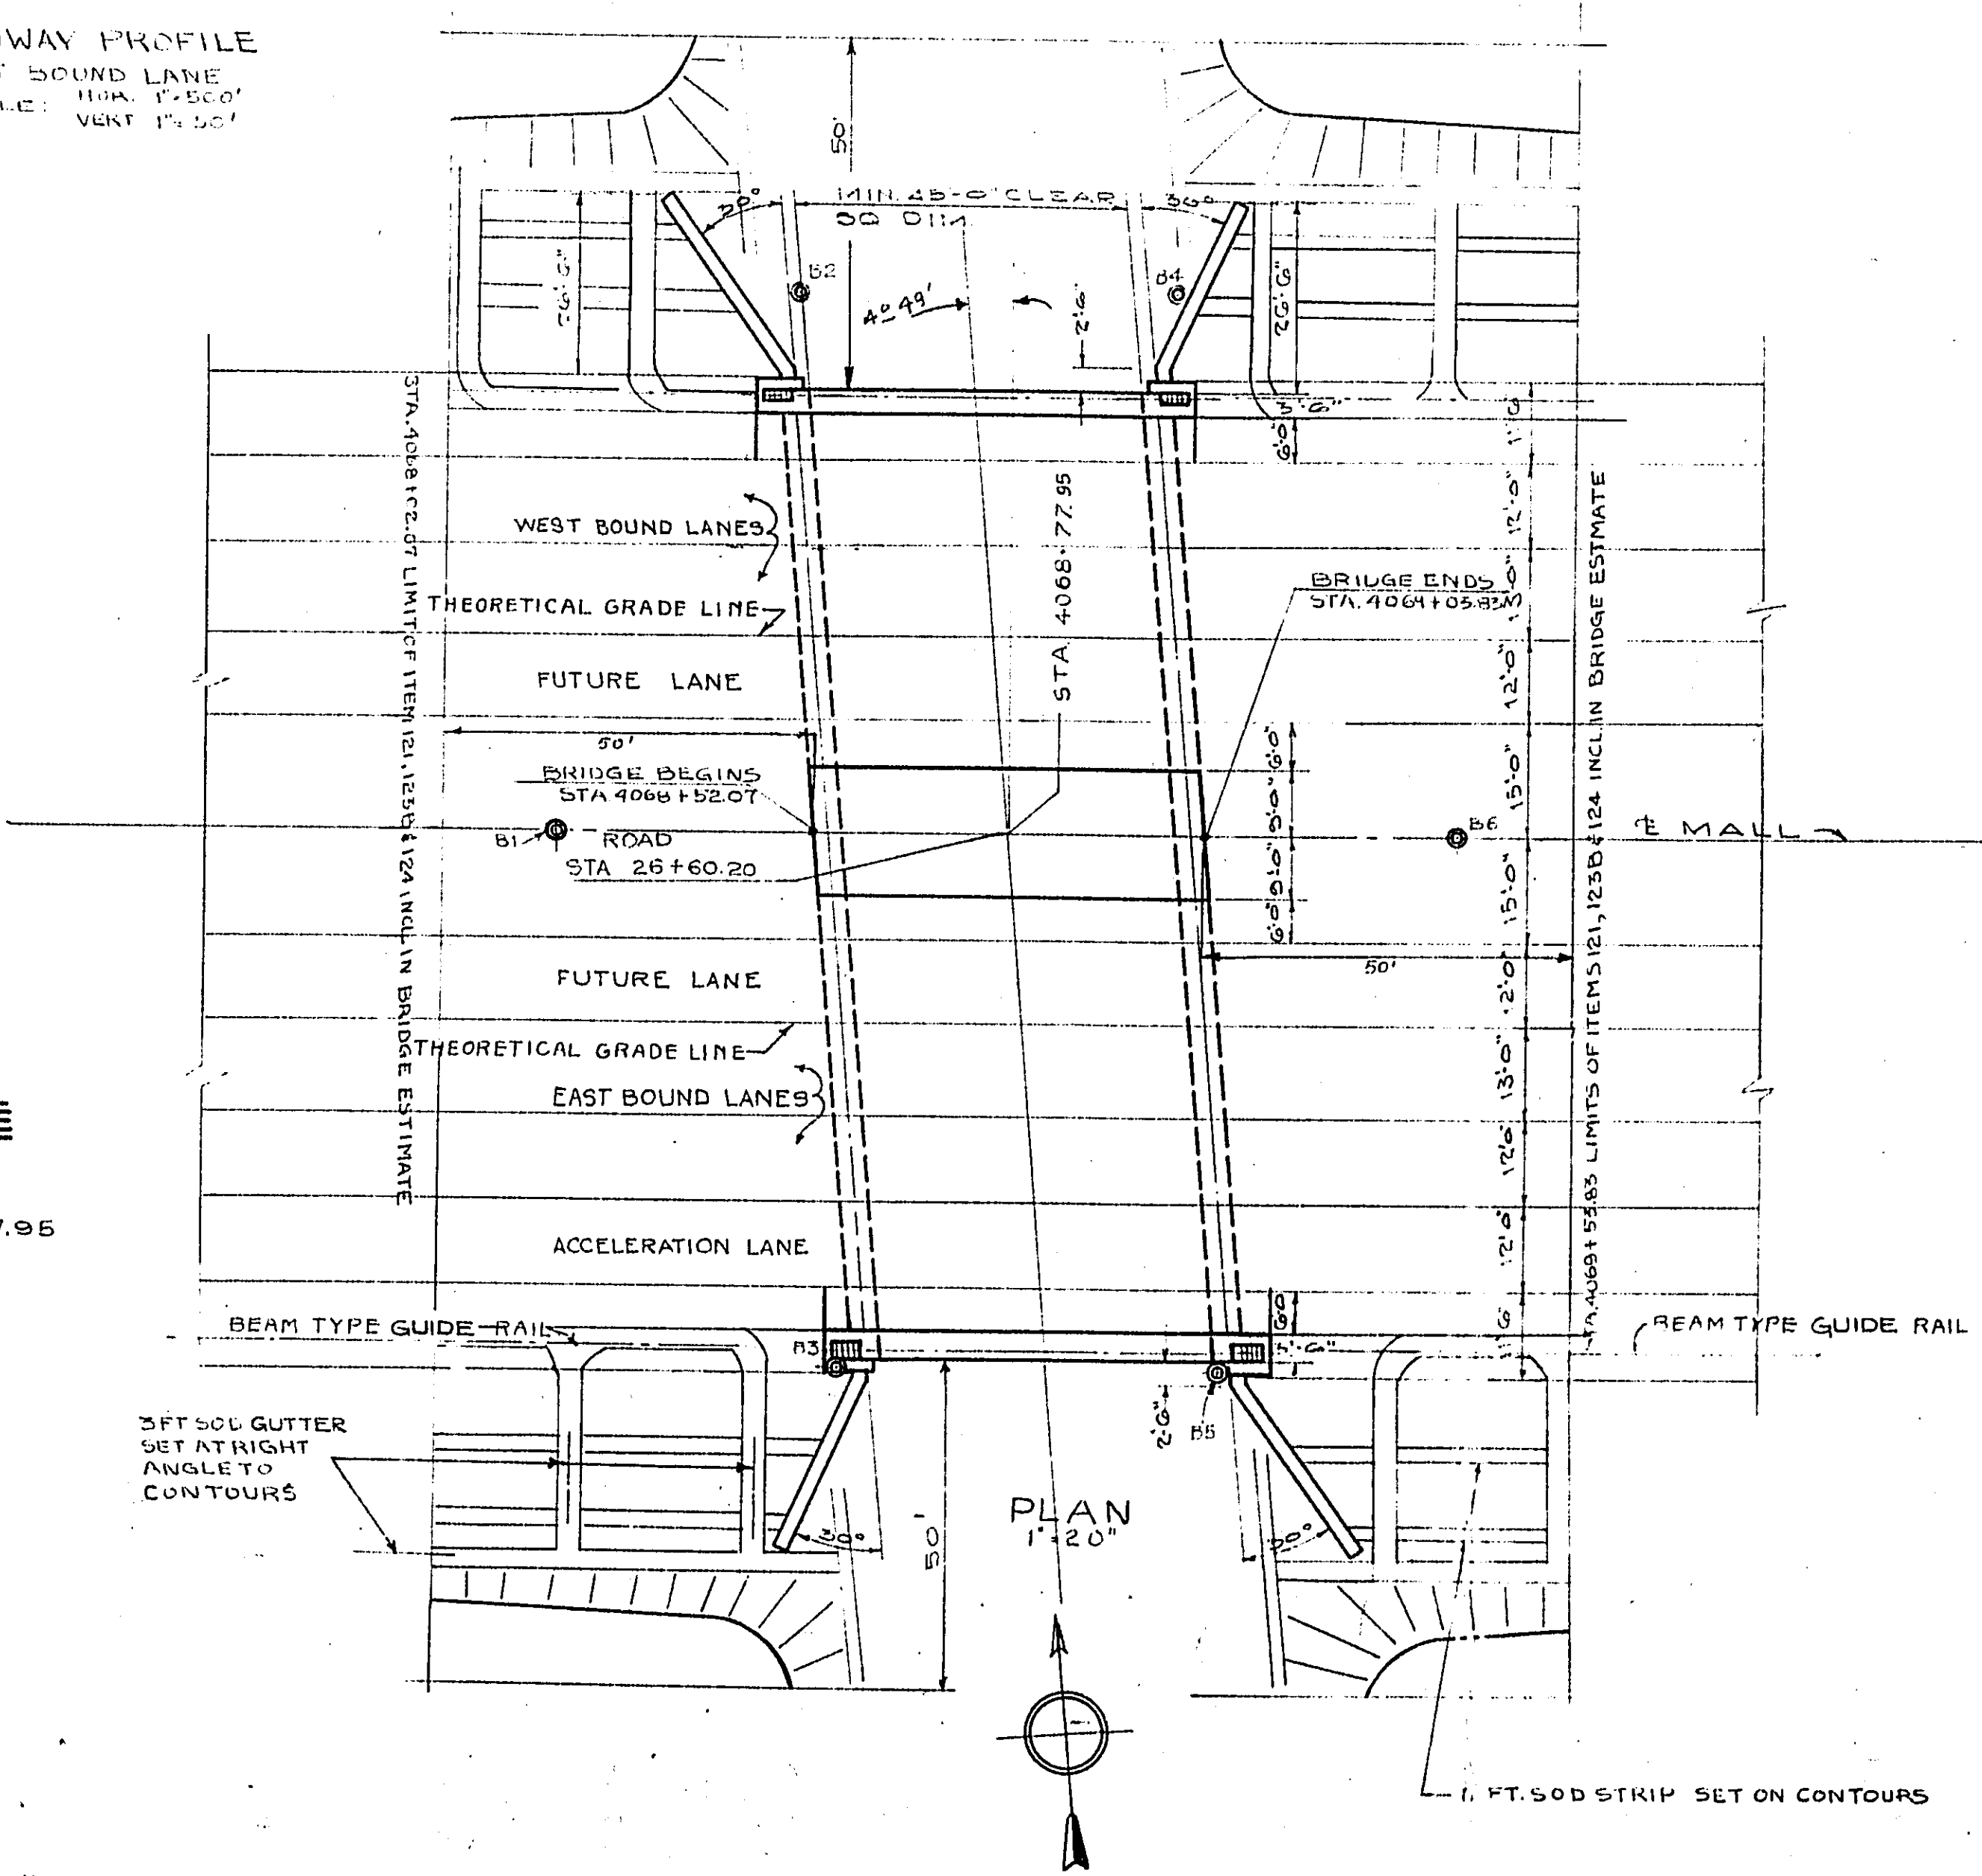 WAY PROFILE
BOUND LANE
HOR. 1"=500'
VERT 1"=50'
50'
MIN. 45'-0" CLEAR
SQ DIM
30°
30°
B2
B4
4° 49'
2'-6"
26'-6"
26'-6"
3'-6"
6'-0"
12'-0"
13'-0"
12'-0"
15'-0"
15'-0"
13'-0"
12'-0"
12'-0"
11'-6"
STA. 4068+02.07 LIMIT OF ITEM 121, 123B & 124 INCL. IN BRIDGE ESTIMATE
WEST BOUND LANES
THEORETICAL GRADE LINE
FUTURE LANE
STA. 4068+77.95
BRIDGE ENDS
50'
BRIDGE BEGINS
STA 4068+52.07
B1
ROAD
STA 26+60.20
6'-0"
9'-0"
9'-0"
6'-0"
B6
℄ MALL
50'
FUTURE LANE
THEORETICAL GRADE LINE
EAST BOUND LANES
ACCELERATION LANE
STA. 4069+53.83 LIMITS OF ITEMS 121, 123B & 124 INCL. IN BRIDGE ESTIMATE
7.95
BEAM TYPE GUIDE RAIL
BEAM TYPE GUIDE RAIL
B3
B5
2'-6"
3 FT SOD GUTTER
SET AT RIGHT
ANGLE TO
CONTOURS
30°
30°
50'
PLAN
1"=20"
1 FT. SOD STRIP SET ON CONTOURS